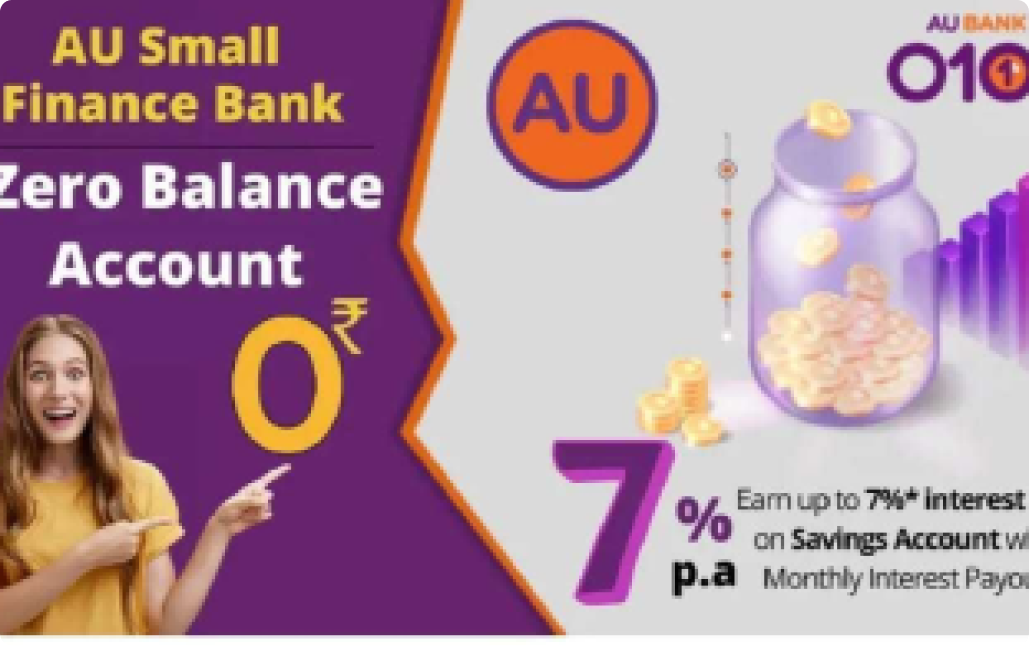 AU Small
Finance Bank
Zero Balance
Account
0₹
AU
AU BANK
0101
7%
p.a
Earn up to 7%* interest
on Savings Account
Monthly Interest